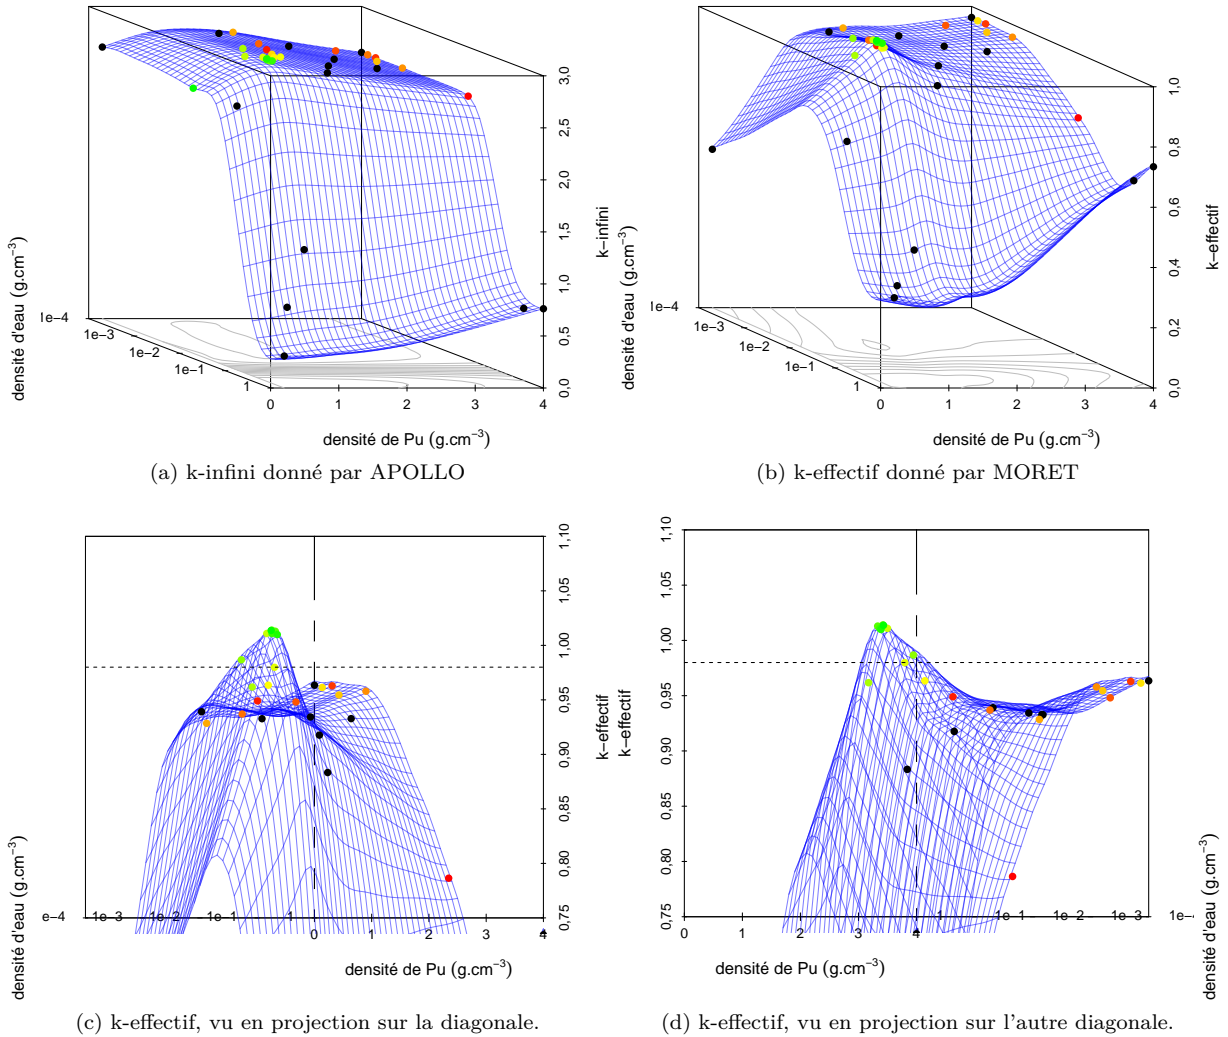 densité d'eau (g.cm−3)
1e−4
1e−3
1e−2
1e−1
1
0
1
2
3
4
densité de Pu (g.cm−3)
0,0
0,5
1,0
1,5
2,0
2,5
3,0
k−infini
(a) k-infini donné par APOLLO
densité d'eau (g.cm−3)
1e−4
1e−3
1e−2
1e−1
1
0
1
2
3
4
densité de Pu (g.cm−3)
0,0
0,2
0,4
0,6
0,8
1,0
k−effectif
(b) k-effectif donné par MORET
densité d'eau (g.cm−3)
e−4
1e−3
1e−2
1e−1
1
0
1
2
3
4
densité de Pu (g.cm−3)
0,75
0,80
0,85
0,90
0,95
1,00
1,05
1,10
k−effectif
(c) k-effectif, vu en projection sur la diagonale.
k−effectif
0,75
0,80
0,85
0,90
0,95
1,00
1,05
1,10
0
1
2
3
4
densité de Pu (g.cm−3)
1
1e−1
1e−2
1e−3
1e−
densité d'eau (g.cm−3)
(d) k-effectif, vu en projection sur l'autre diagonale.